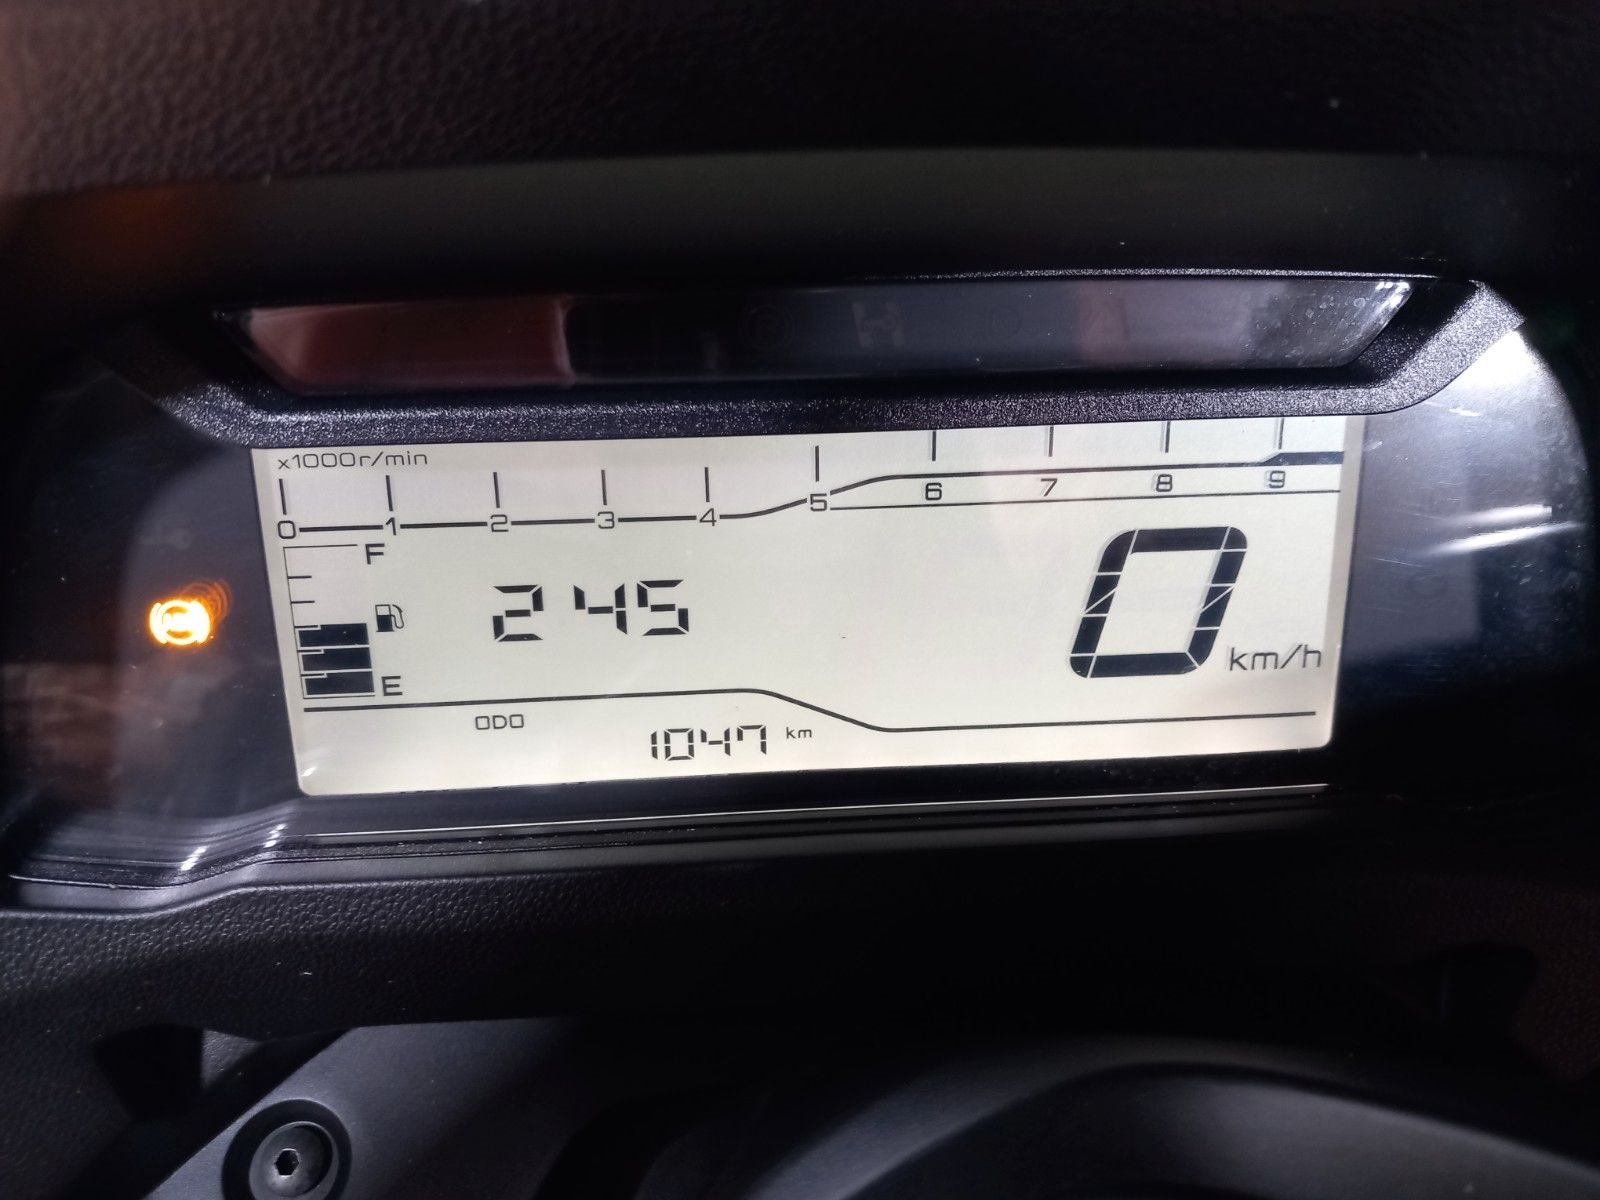 x1000r/min
0 1 2 3 4 5 6 7 8 9
F
245
0 km/h
E
ODO
1047 km